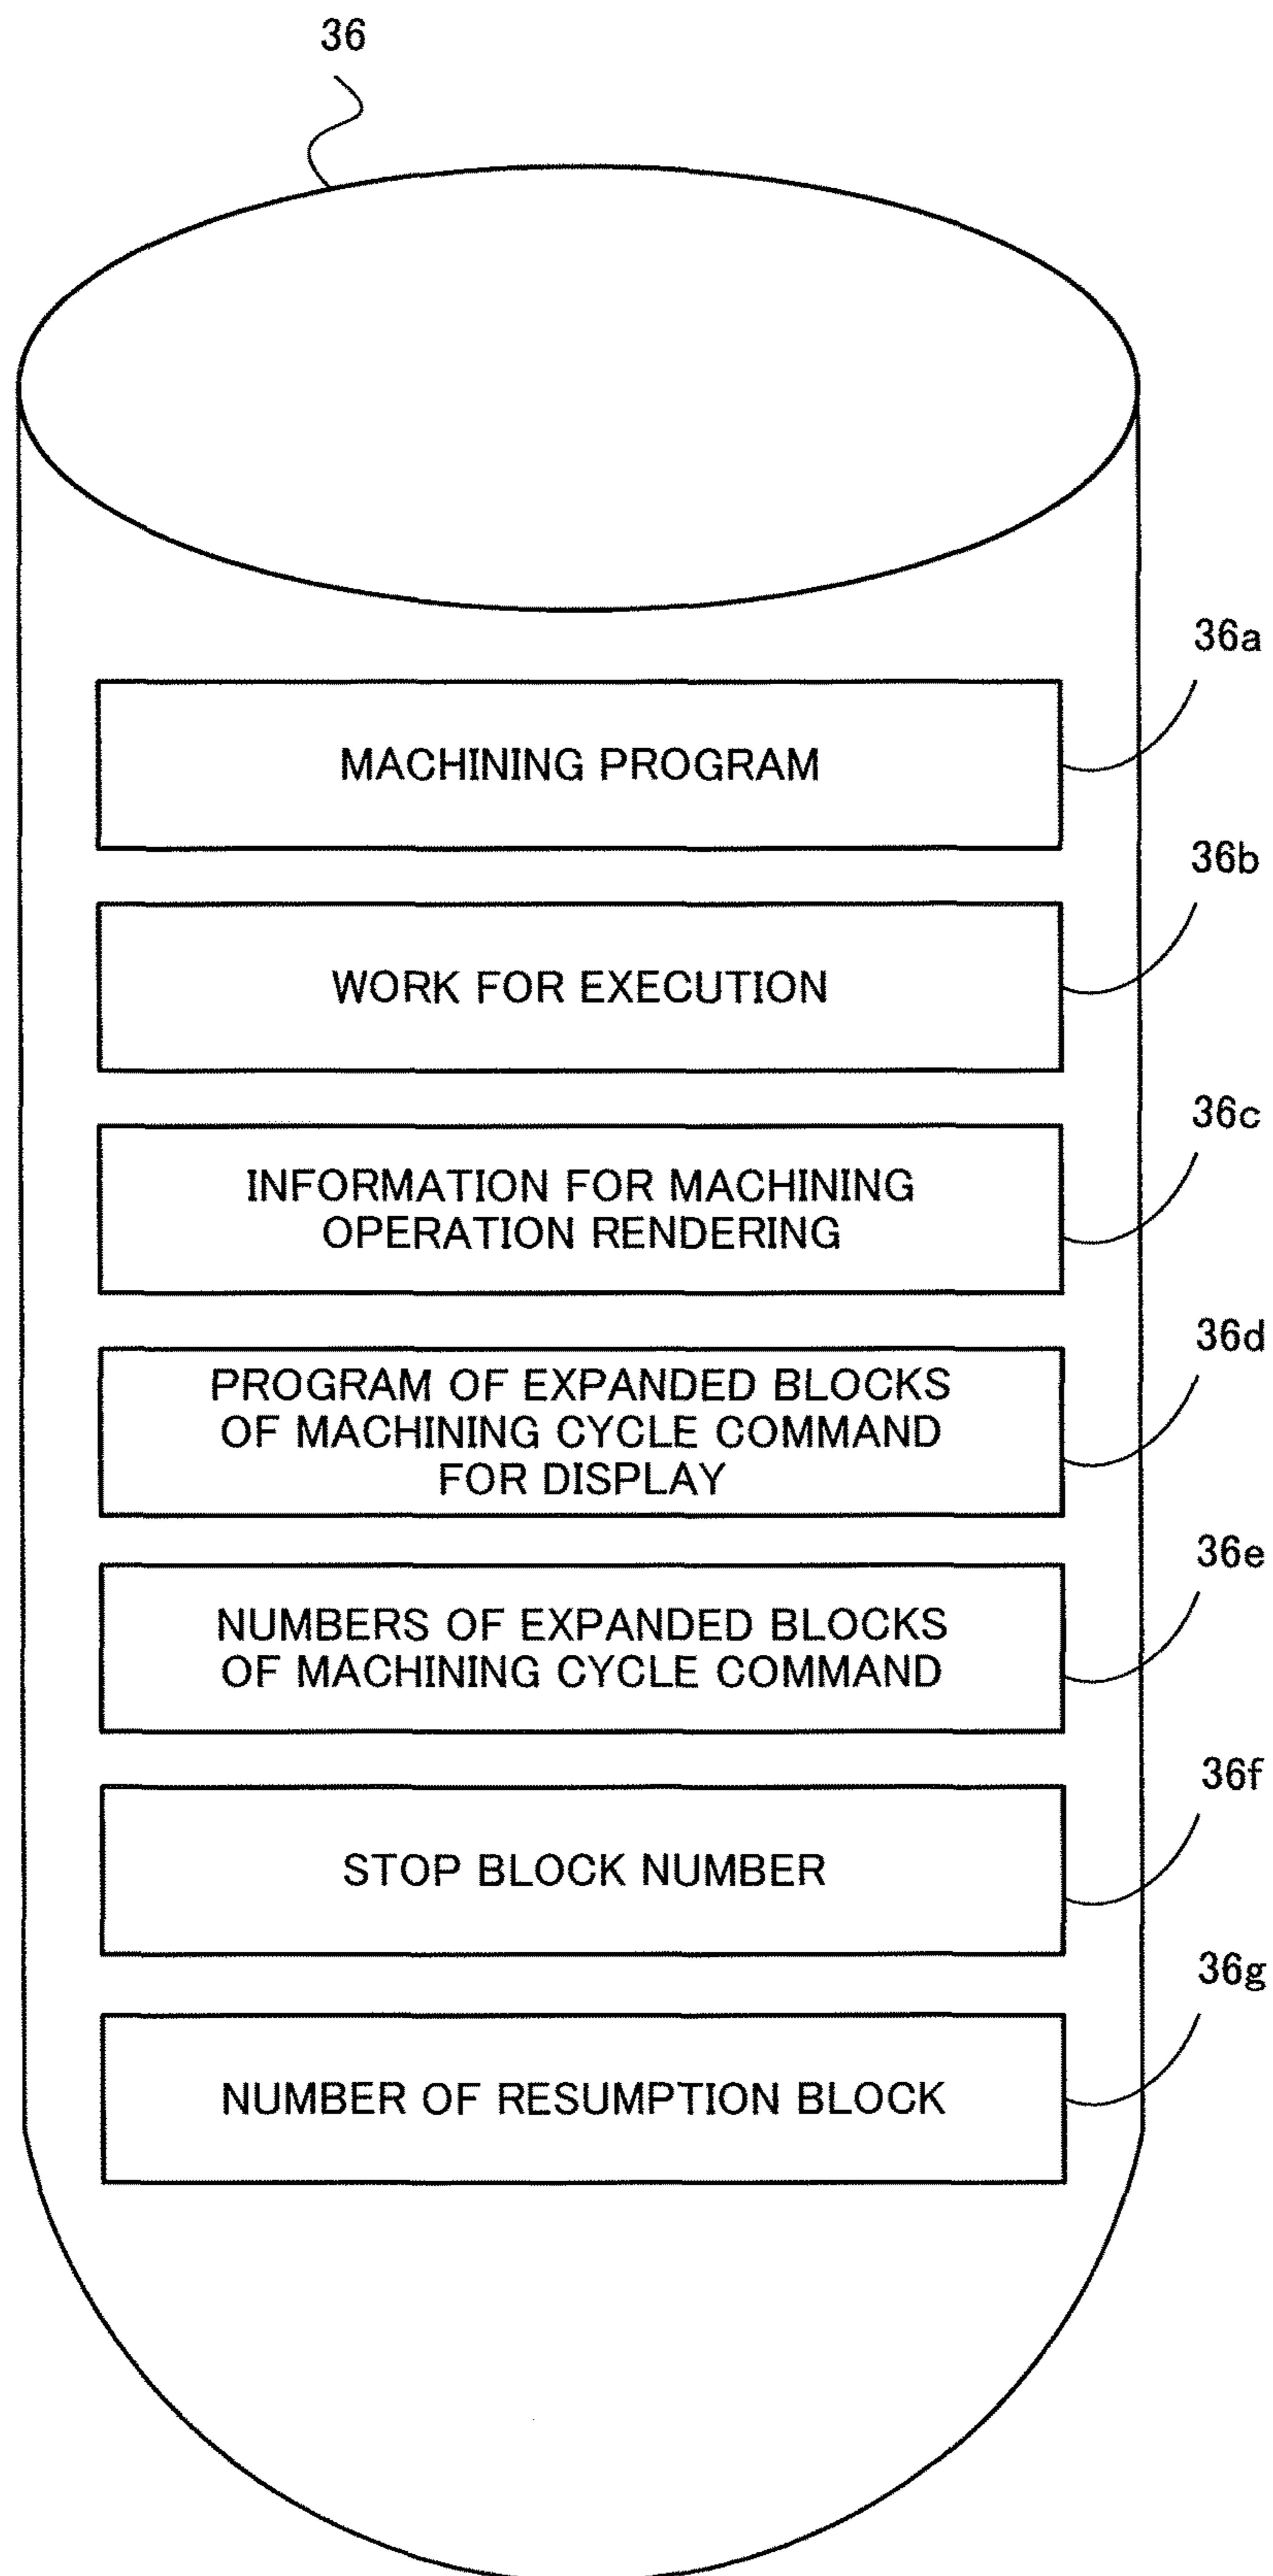 36
36a
MACHINING PROGRAM
36b
WORK FOR EXECUTION
36c
INFORMATION FOR MACHINING
OPERATION RENDERING
36d
PROGRAM OF EXPANDED BLOCKS
OF MACHINING CYCLE COMMAND
FOR DISPLAY
36e
NUMBERS OF EXPANDED BLOCKS
OF MACHINING CYCLE COMMAND
36f
STOP BLOCK NUMBER
36g
NUMBER OF RESUMPTION BLOCK